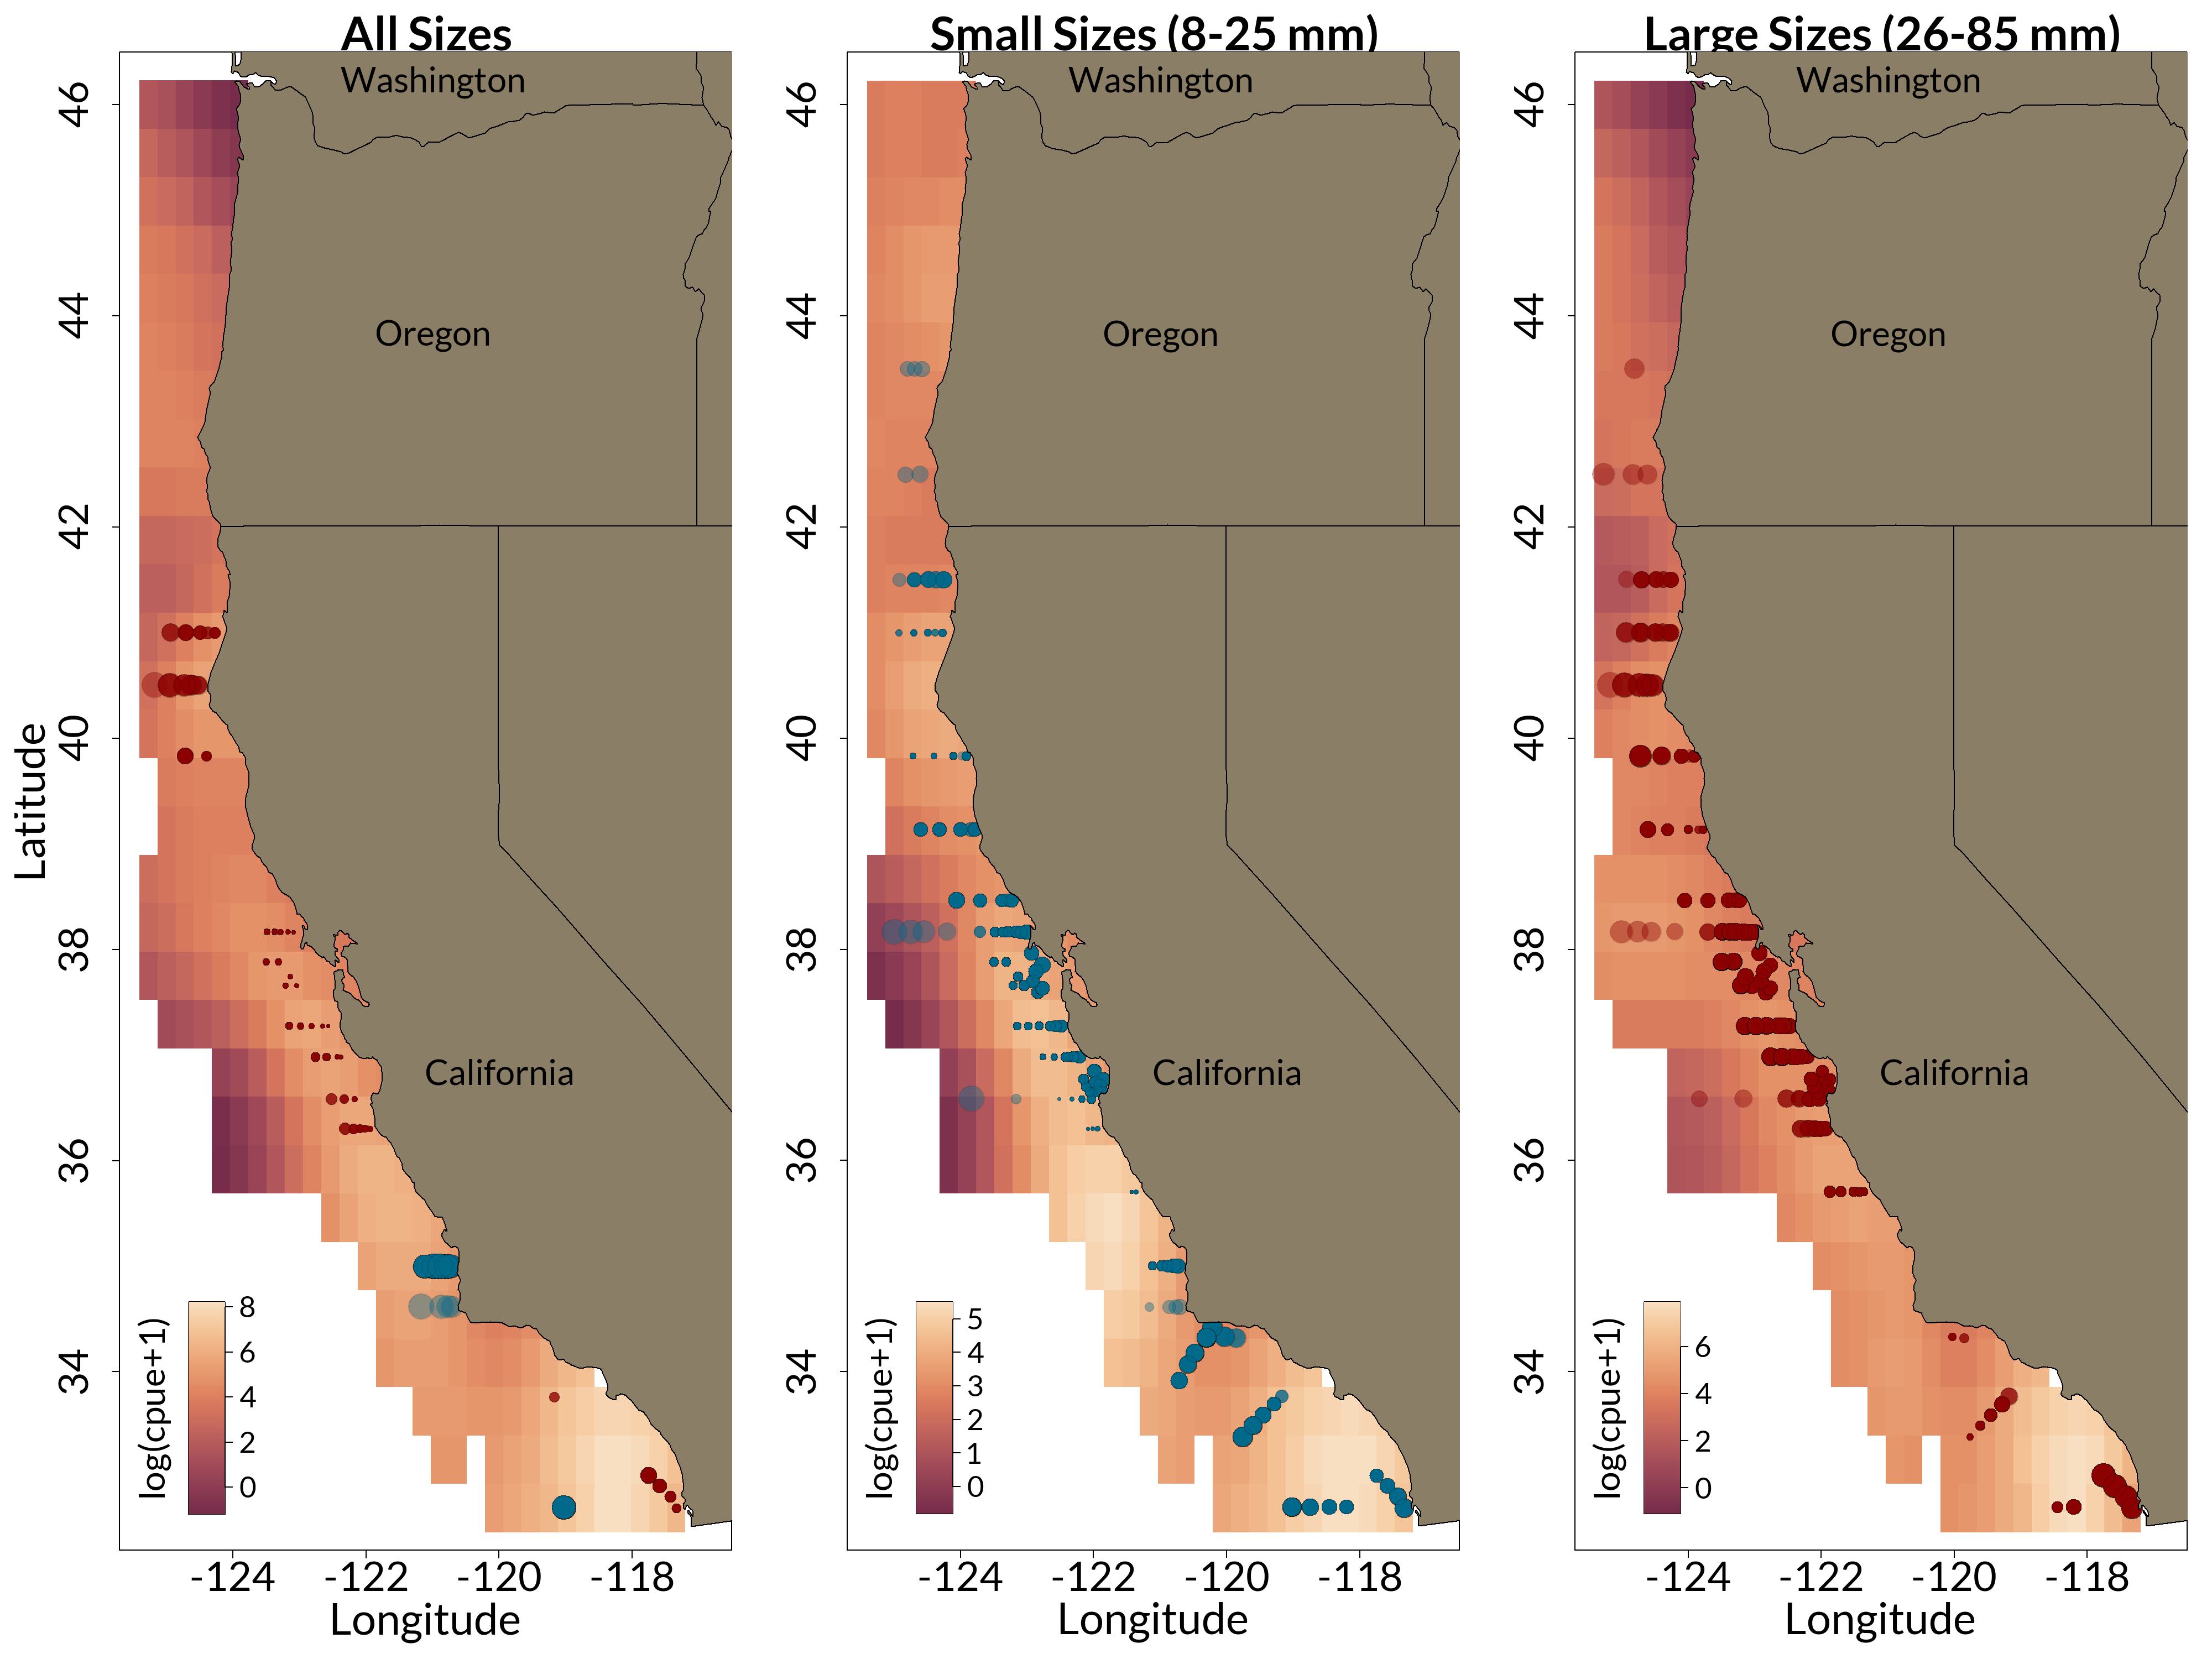 All Sizes
Washington
Oregon
California
46
44
42
40
38
36
34
Latitude
log(cpue+1)
8
6
4
2
0
-124
-122
-120
-118
Longitude
Small Sizes (8-25 mm)
Washington
Oregon
California
46
44
42
40
38
36
34
log(cpue+1)
5
4
3
2
1
0
-124
-122
-120
-118
Longitude
Large Sizes (26-85 mm)
Washington
Oregon
California
46
44
42
40
38
36
34
log(cpue+1)
6
4
2
0
-124
-122
-120
-118
Longitude